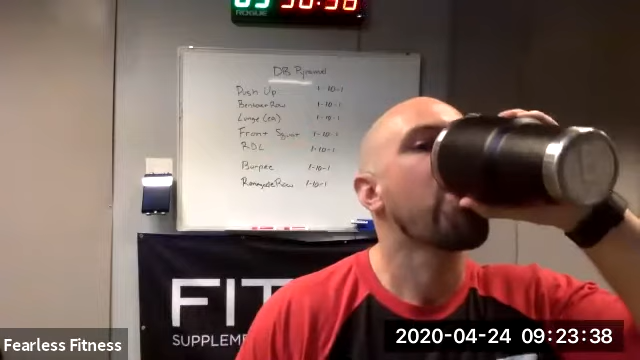 ROGUE
DB Pyramid
Push Up 1-10-1
Bentover Row 1-10-1
Lunge (ea) 1-10-1
Front Squat 1-10-1
RDL 1-10-1
Burpee 1-10-1
Renegade Row 1-10-1
FIT
SUPPLEM
Fearless Fitness
2020-04-24 09:23:38